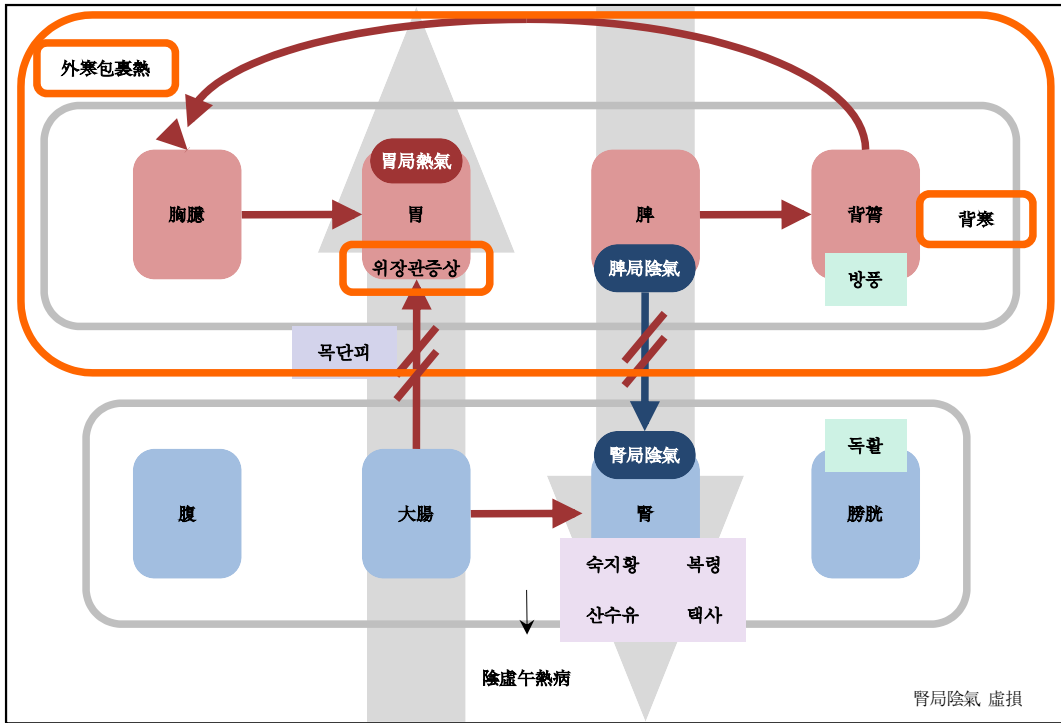 外寒包裏熱
胃局熱氣
胸臆
胃
脾
背膂
背寒
위장관증상
脾局陰氣
방풍
목단피
독활
腎局陰氣
腹
大腸
腎
膀胱
숙지황 복령
산수유 택사
陰虛午熱病
腎局陰氣 虛損